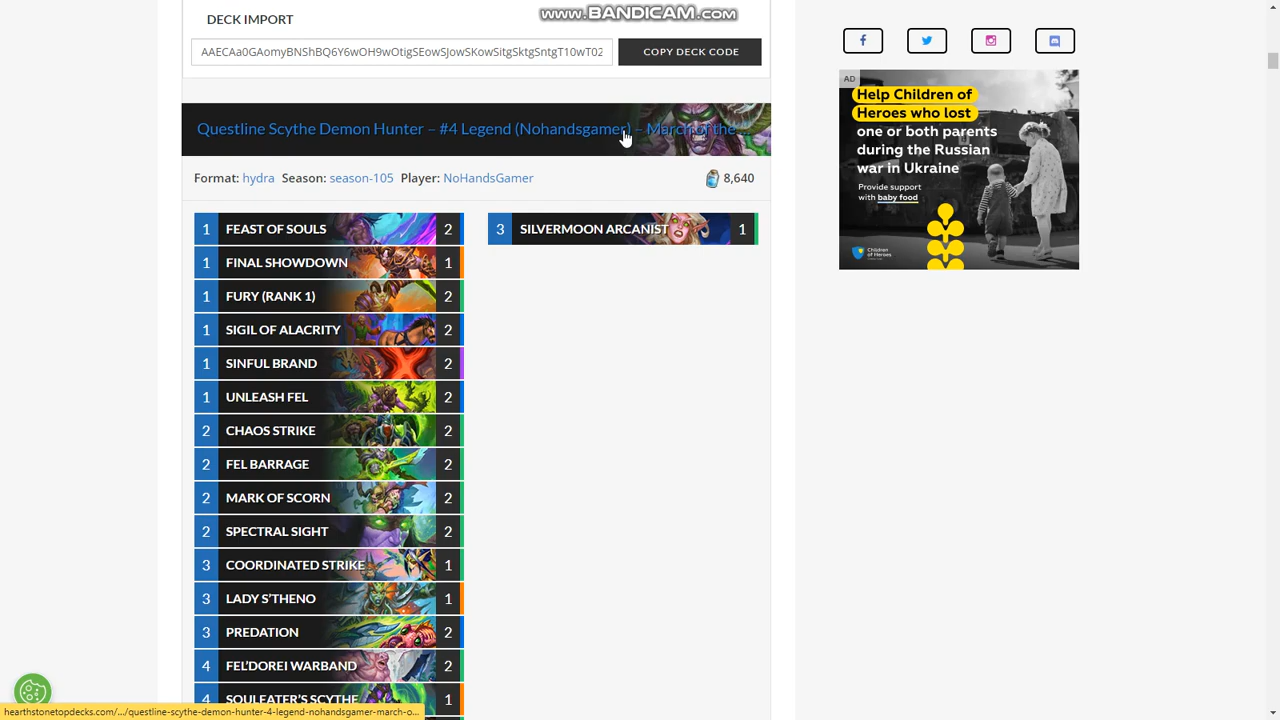 www.BANDICAM.com
DECK IMPORT
COPY DECK CODE
Questline Scythe Demon Hunter – #4 Legend (Nohandsgamer) – March of the ...
Format: hydra Season: season-105 Player: NoHandsGamer
8,640
1 FEAST OF SOULS 2
1 FINAL SHOWDOWN 1
1 FURY (RANK 1) 2
1 SIGIL OF ALACRITY 2
1 SINFUL BRAND 2
1 UNLEASH FEL 2
2 CHAOS STRIKE 2
2 FEL BARRAGE 2
2 MARK OF SCORN 2
2 SPECTRAL SIGHT 2
3 COORDINATED STRIKE 1
3 LADY S'THENO 1
3 PREDATION 2
4 FEL'DOREI WARBAND 2
4 SOULEATER'S SCYTHE 1
3 SILVERMOON ARCANIST 1
AD
Help Children of
Heroes who lost
one or both parents
during the Russian
war in Ukraine
Provide support
with baby food
Children
of Heroes
hearthstonetopdecks.com/.../questline-scythe-demon-hunter-4-legend-nohandsgamer-march-o...